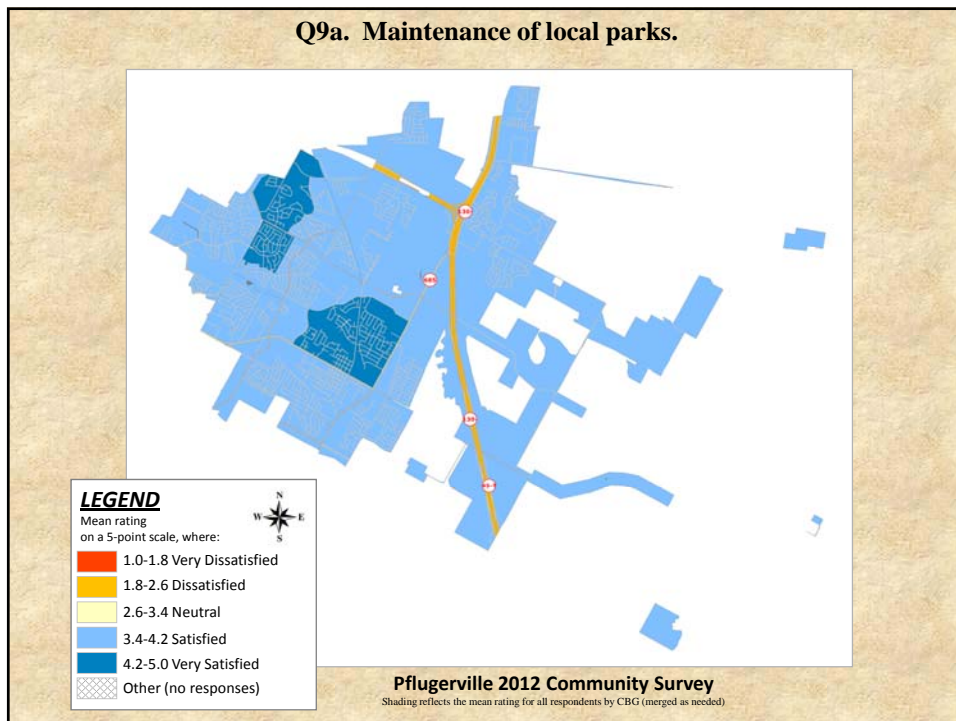 Q9a. Maintenance of local parks.
130
685
130
LEGEND
Mean rating
on a 5-point scale, where:
N
W E
S
1.0-1.8 Very Dissatisfied
1.8-2.6 Dissatisfied
2.6-3.4 Neutral
3.4-4.2 Satisfied
4.2-5.0 Very Satisfied
Other (no responses)
Pflugerville 2012 Community Survey
Shading reflects the mean rating for all respondents by CBG (merged as needed)